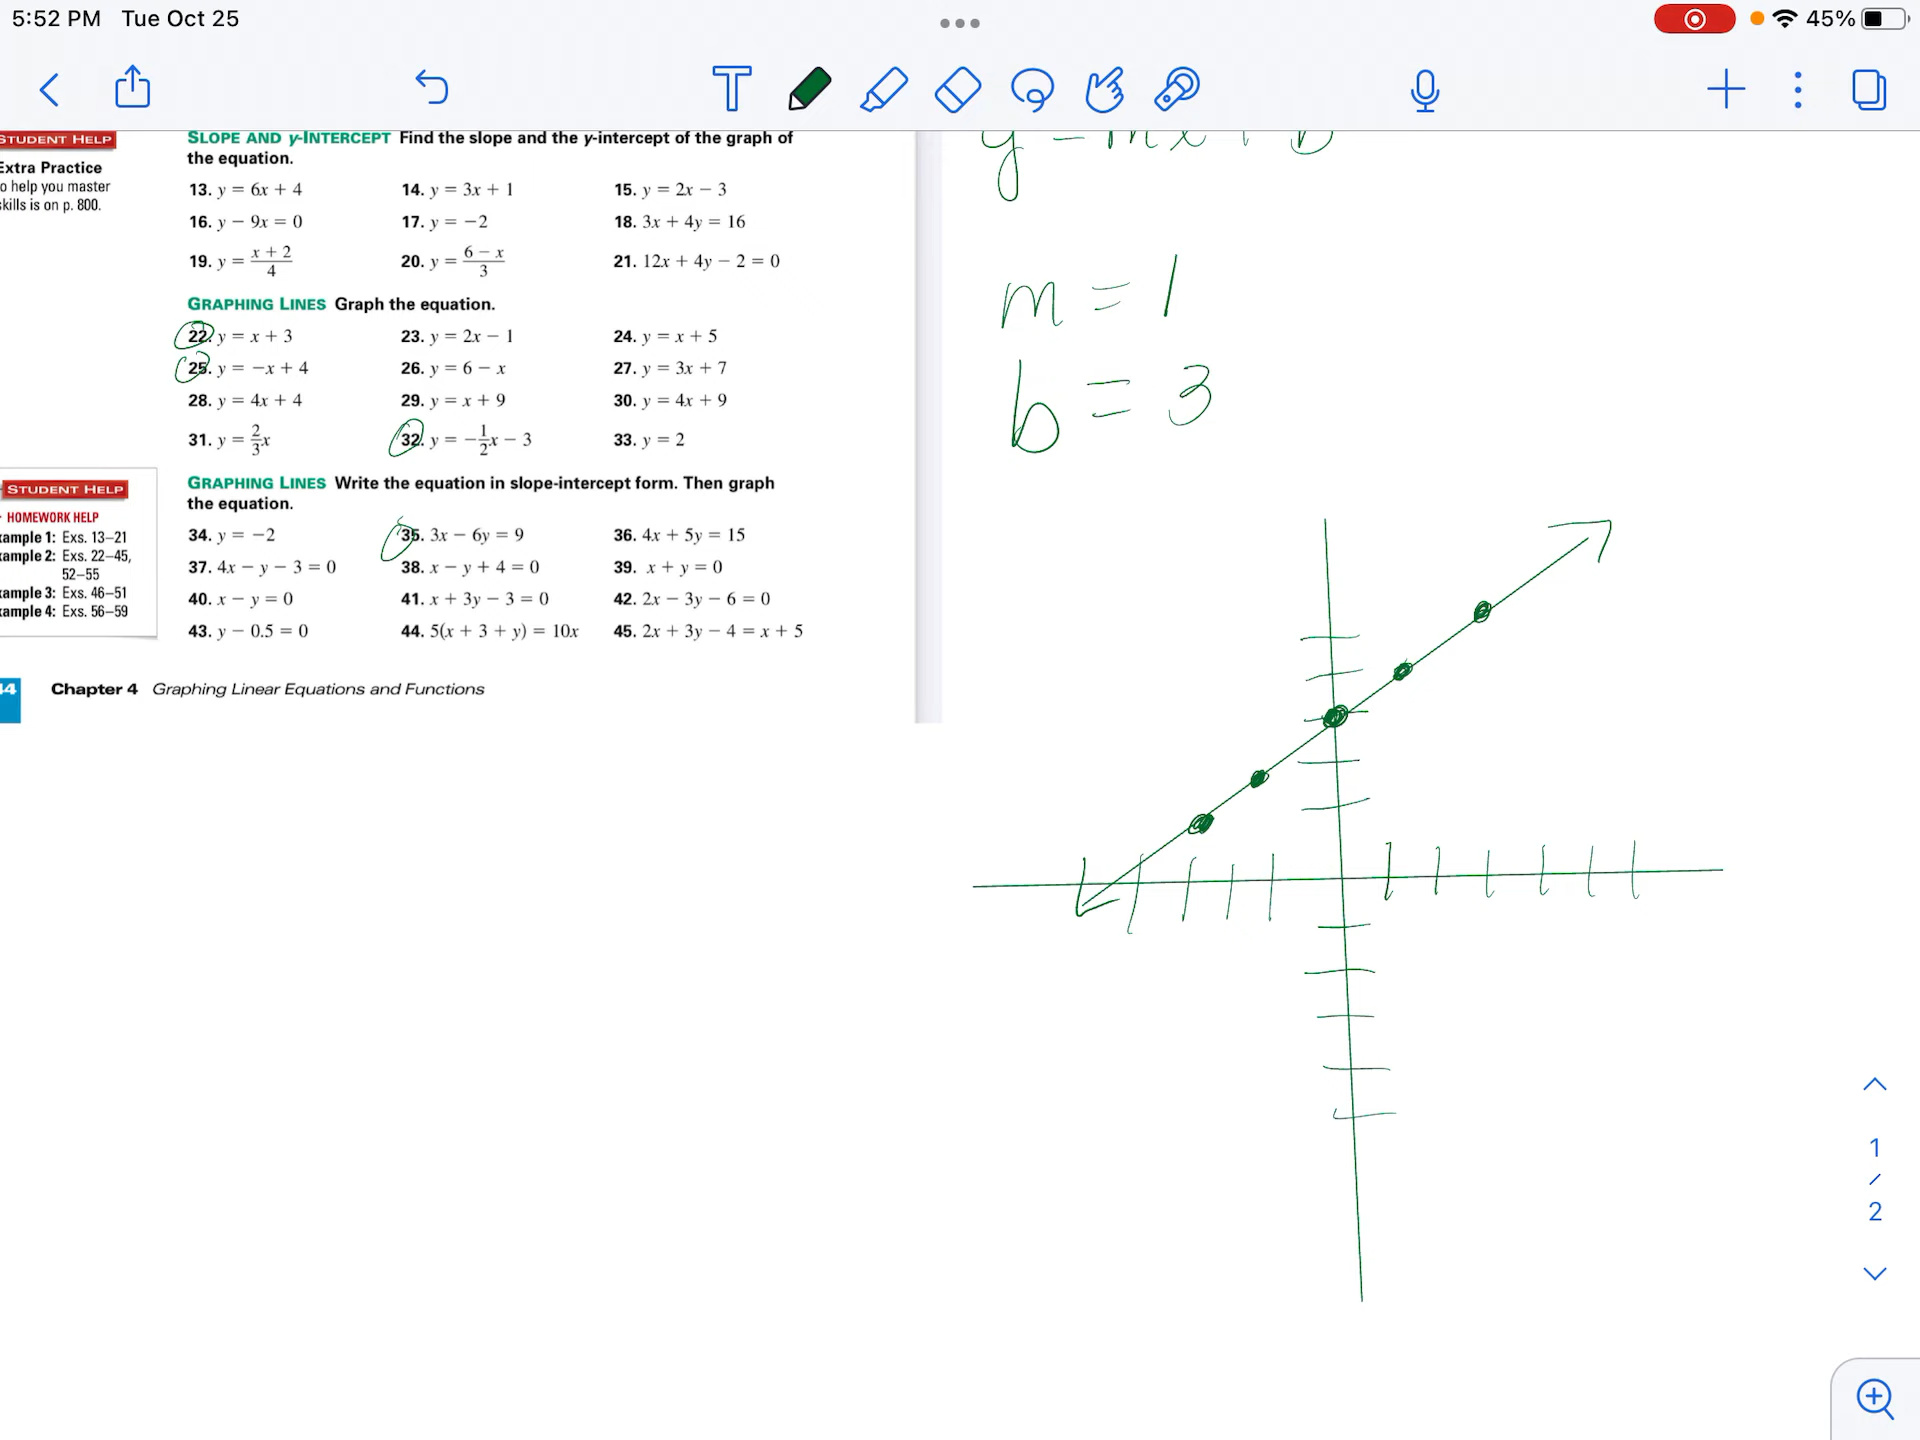 5:52 PM Tue Oct 25
45%
T
STUDENT HELP
Extra Practice
o help you master
skills is on p. 800.
SLOPE AND y-INTERCEPT Find the slope and the y-intercept of the graph of
the equation.
13. y = 6x + 4 14. y = 3x + 1 15. y = 2x − 3
16. y − 9x = 0 17. y = −2 18. 3x + 4y = 16
19. y = (x + 2)/4 20. y = (6 − x)/3 21. 12x + 4y − 2 = 0
GRAPHING LINES Graph the equation.
22. y = x + 3 23. y = 2x − 1 24. y = x + 5
25. y = −x + 4 26. y = 6 − x 27. y = 3x + 7
28. y = 4x + 4 29. y = x + 9 30. y = 4x + 9
31. y = 2/3x 32. y = −1/2x − 3 33. y = 2
STUDENT HELP
HOMEWORK HELP
xample 1: Exs. 13–21
xample 2: Exs. 22–45,
52–55
xample 3: Exs. 46–51
xample 4: Exs. 56–59
GRAPHING LINES Write the equation in slope-intercept form. Then graph
the equation.
34. y = −2 35. 3x − 6y = 9 36. 4x + 5y = 15
37. 4x − y − 3 = 0 38. x − y + 4 = 0 39. x + y = 0
40. x − y = 0 41. x + 3y − 3 = 0 42. 2x − 3y − 6 = 0
43. y − 0.5 = 0 44. 5(x + 3 + y) = 10x 45. 2x + 3y − 4 = x + 5
44 Chapter 4 Graphing Linear Equations and Functions
y = mx + b
m = 1
b = 3
1
/
2